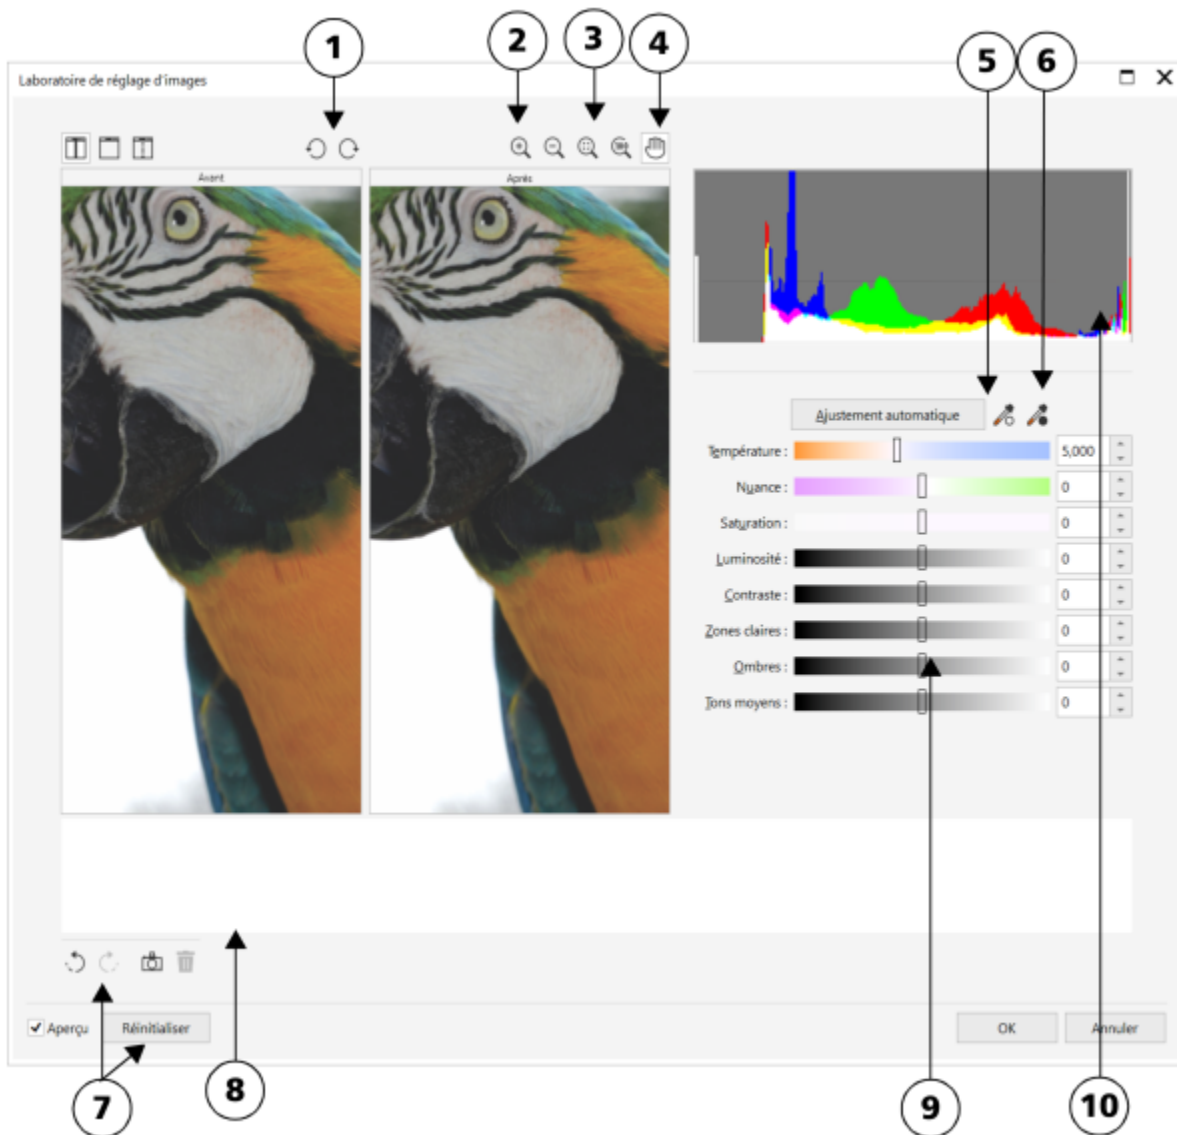 1
2
3
4
5
6
Laboratoire de réglage d'images
Avant
Après
Ajustement automatique
Température :
5,000
Nuance :
0
Saturation :
0
Luminosité :
0
Contraste :
0
Zones claires :
0
Ombres :
0
Tons moyens :
0
Aperçu
Réinitialiser
OK
Annuler
7
8
9
10